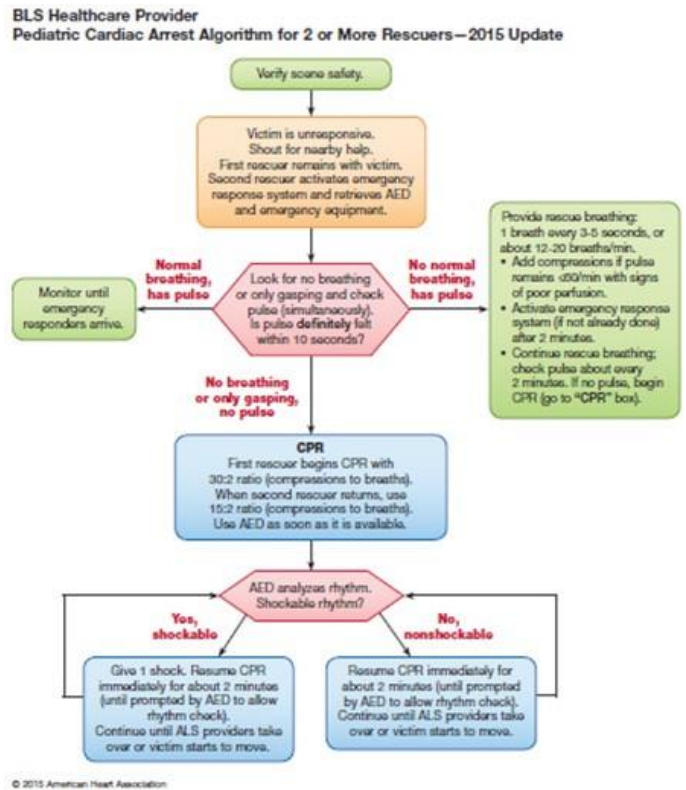 BLS Healthcare Provider
Pediatric Cardiac Arrest Algorithm for 2 or More Rescuers—2015 Update
Verify scene safety.
Victim is unresponsive.
Shout for nearby help.
First rescuer remains with victim.
Second rescuer activates emergency
response system and retrieves AED
and emergency equipment.
Normal
breathing,
has pulse
Monitor until
emergency
responders arrive.
Look for no breathing
or only gasping and check
pulse (simultaneously).
Is pulse definitely felt
within 10 seconds?
No normal
breathing,
has pulse
Provide rescue breathing:
1 breath every 3-5 seconds, or
about 12-20 breaths/min.
• Add compressions if pulse
remains ≤60/min with signs
of poor perfusion.
• Activate emergency response
system (if not already done)
after 2 minutes.
• Continue rescue breathing;
check pulse about every
2 minutes. If no pulse, begin
CPR (go to "CPR" box).
No breathing
or only gasping,
no pulse
CPR
First rescuer begins CPR with
30:2 ratio (compressions to breaths).
When second rescuer returns, use
15:2 ratio (compressions to breaths).
Use AED as soon as it is available.
AED analyzes rhythm.
Shockable rhythm?
Yes,
shockable
No,
nonshockable
Give 1 shock. Resume CPR
immediately for about 2 minutes
(until prompted by AED to allow
rhythm check).
Continue until ALS providers take
over or victim starts to move.
Resume CPR immediately for
about 2 minutes (until prompted
by AED to allow rhythm check).
Continue until ALS providers take
over or victim starts to move.
© 2015 American Heart Association